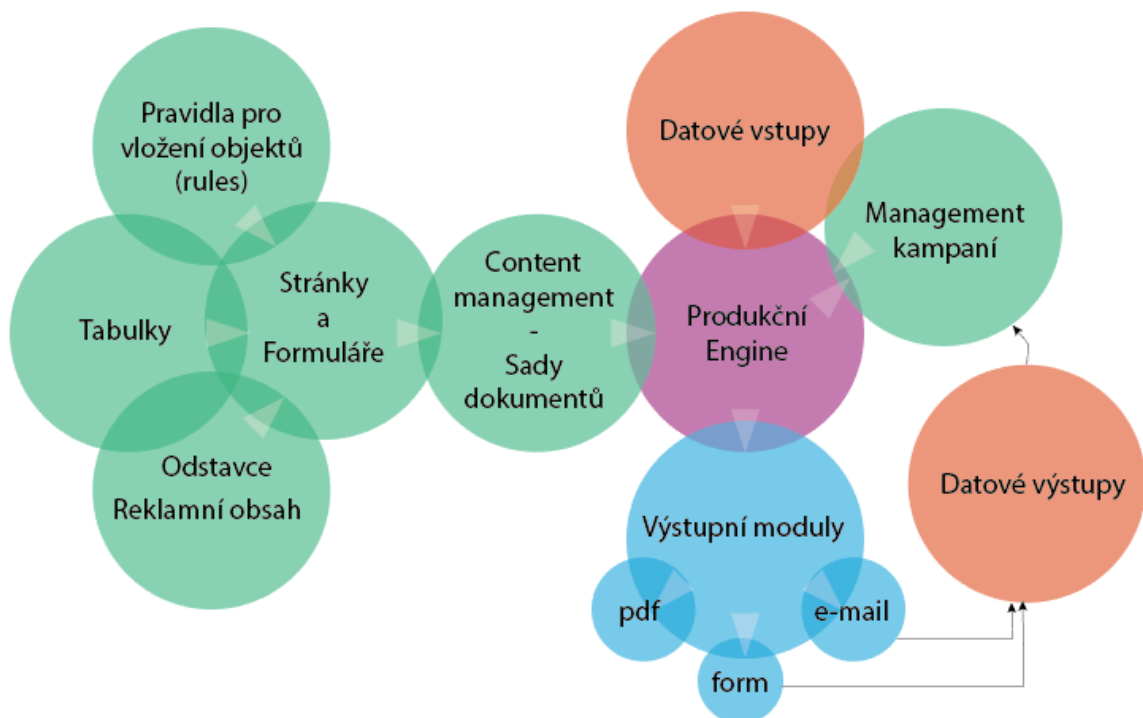 Pravidla pro
vložení objektů
(rules)
Tabulky
Stránky
a
Formuláře
Odstavce
Reklamní obsah
Content
management
-
Sady
dokumentů
Datové vstupy
Management
kampaní
Produkční
Engine
Výstupní moduly
pdf
form
e-mail
Datové výstupy